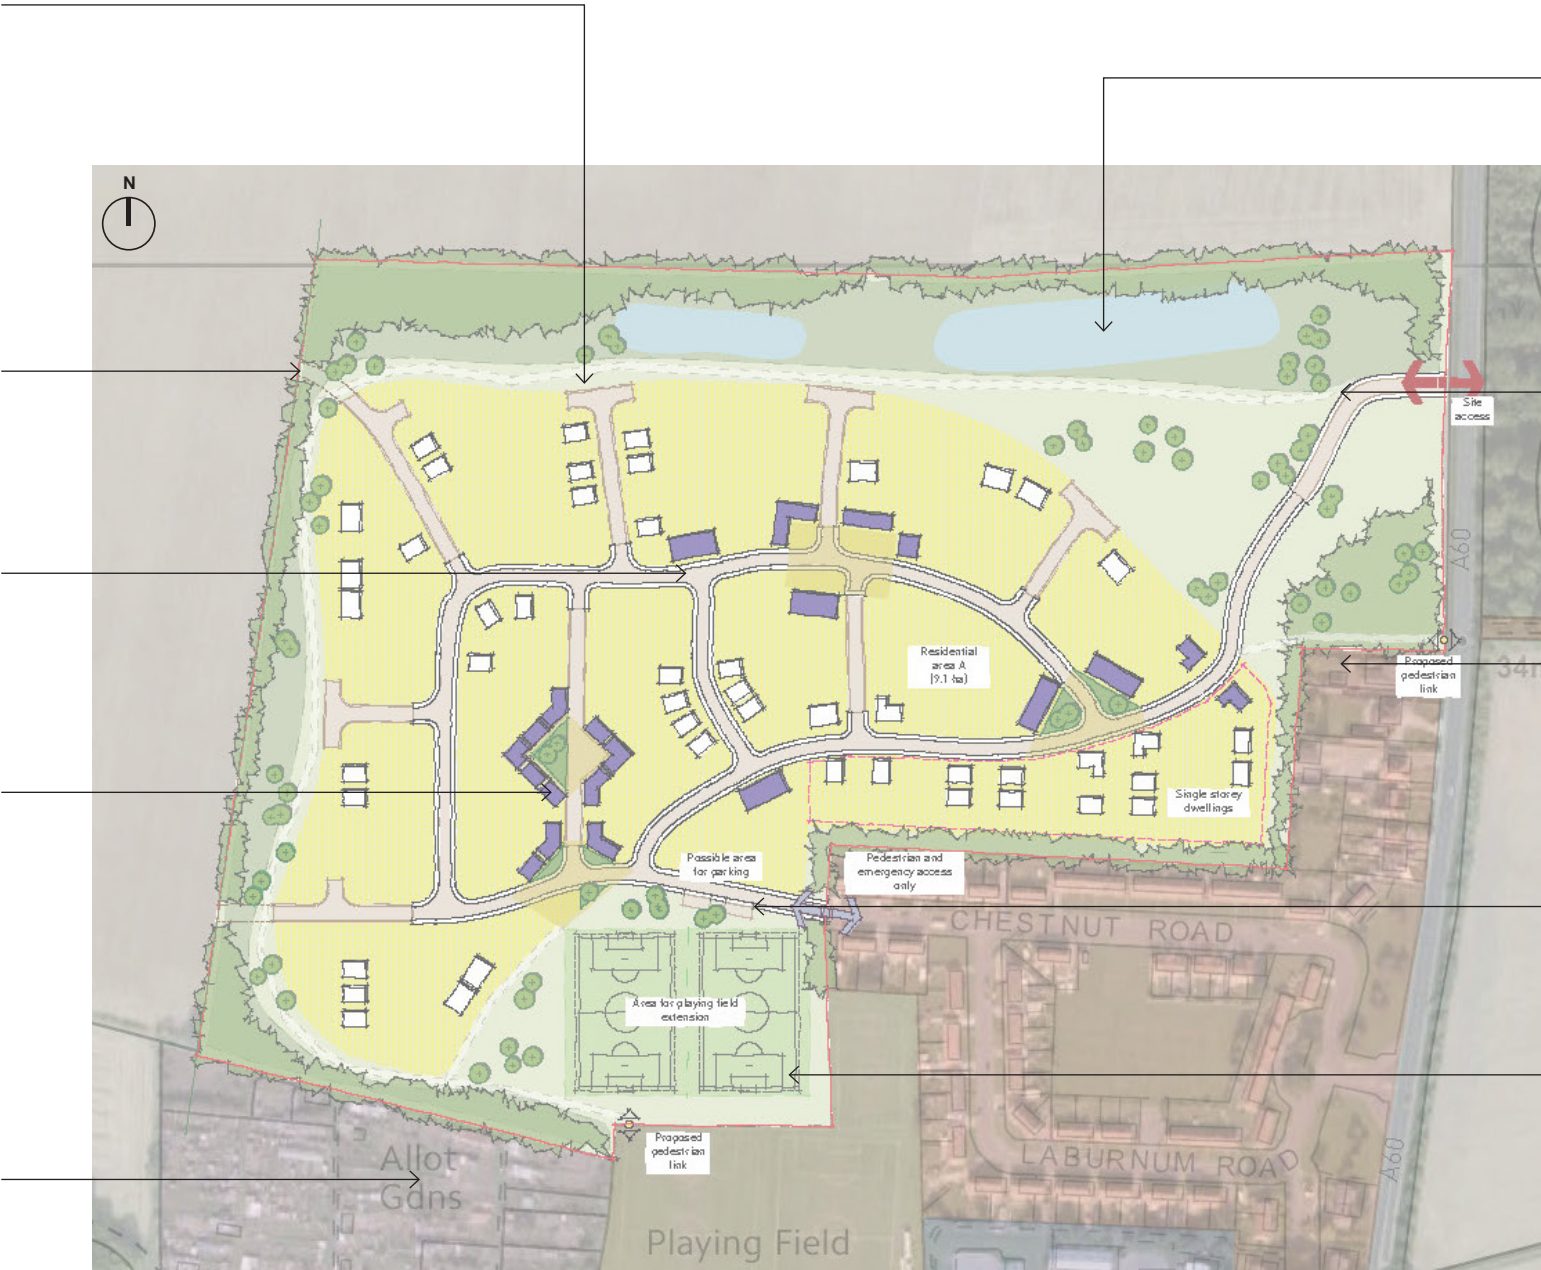 N
Site
access
A60
Residential
area A
(9.1 ha)
Proposed
pedestrian
link
Single storey
dwellings
Possible area
for parking
Pedestrian and
emergency access
only
CHESTNUT ROAD
Area for playing field
extension
Proposed
pedestrian
link
Allot
Gdns
LABURNUM ROAD
A60
Playing Field